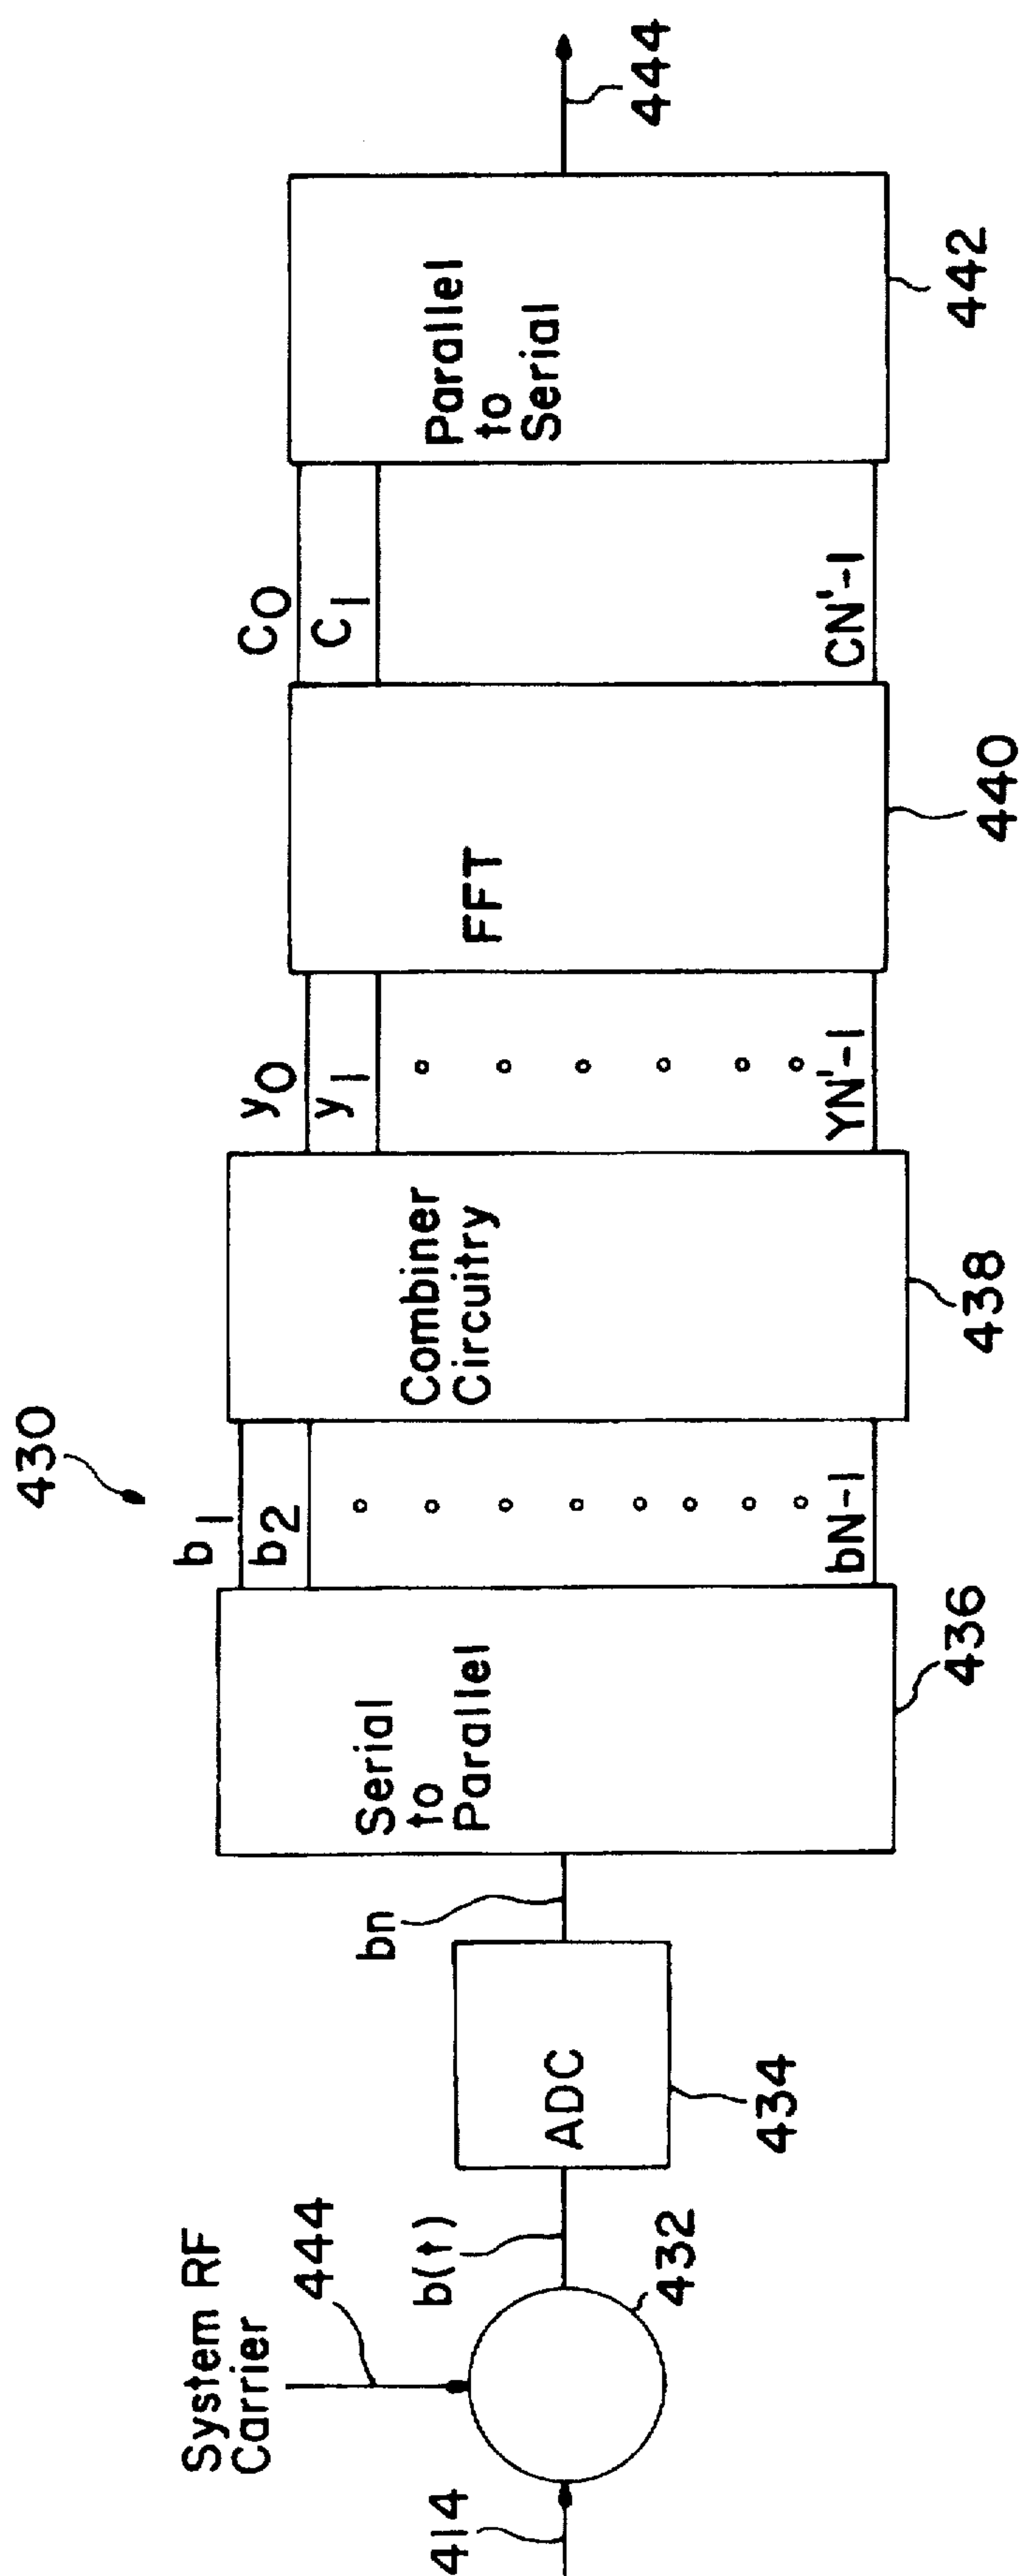 430
414
System RF
Carrier
444
432
b(t)
ADC
434
bn
Serial
to
Parallel
436
b1
b2
bN-1
Combiner
Circuitry
438
y0
y1
YN'-1
FFT
440
C0
C1
CN'-1
Parallel
to
Serial
442
444